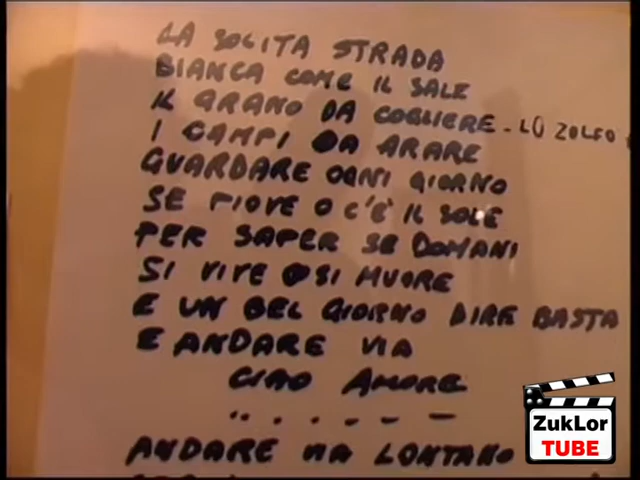 LA SOLITA STRADA
BIANCA COME IL SALE
IL GRANO DA COGLIERE - LO ZOLFO
I CAMPI DA ARARE
GUARDARE OGNI GIORNO
SE PIOVE O C'È IL SOLE
PER SAPER SE DOMANI
SI VIVE O SI MUORE
E UN BEL GIORNO DIRE BASTA
E ANDARE VIA
CIAO AMORE
.. . . . - - -
ANDARE VIA LONTANO
ZukLor
TUBE